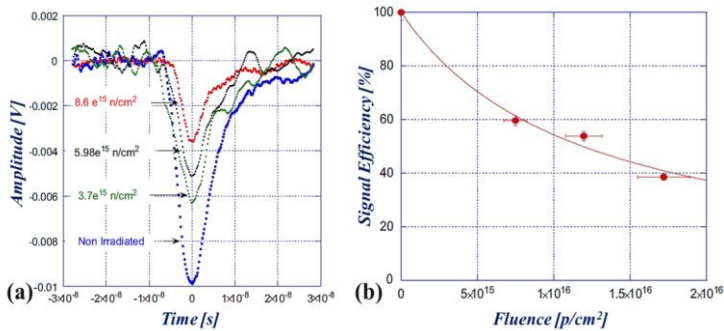 0.002
0
-0.002
-0.004
-0.006
-0.008
-0.01
Amplitude [V]
8.6 e¹⁵ n/cm²
5.98e¹⁵ n/cm²
3.7e¹⁵ n/cm²
Non Irradiated
-3×10⁻⁸ -2×10⁻⁸ -1×10⁻⁸ 0 1×10⁻⁸ 2×10⁻⁸ 3×10⁻⁸
Time [s]
(a)
100
80
60
40
20
0
Signal Efficiency [%]
0 5×10¹⁵ 1×10¹⁶ 1.5×10¹⁶ 2×10¹⁶
Fluence [p/cm²]
(b)